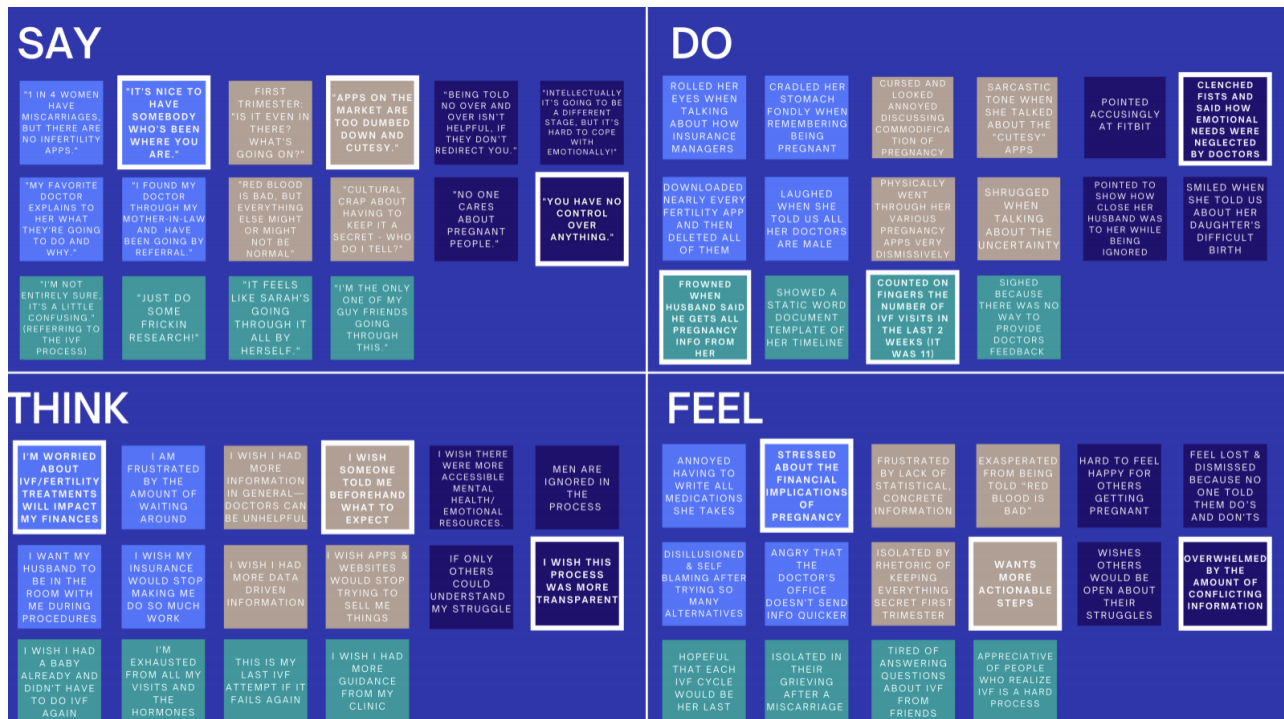 SAY
"1 IN 4 WOMEN
HAVE
MISCARRIAGES,
BUT THERE ARE
NO INFERTILITY
APPS."
"IT'S NICE TO
HAVE
SOMEBODY
WHO'S BEEN
WHERE YOU
ARE."
FIRST
TRIMESTER:
"IS IT EVEN IN
THERE?
WHAT'S
GOING ON?"
"APPS ON THE
MARKET ARE
TOO DUMBED
DOWN AND
CUTESY."
"BEING TOLD
NO OVER AND
OVER ISN'T
HELPFUL, IF
THEY DON'T
REDIRECT YOU."
"INTELLECTUALLY
IT'S GOING TO BE
A DIFFERENT
STAGE, BUT IT'S
HARD TO COPE
WITH
EMOTIONALLY!"
"MY FAVORITE
DOCTOR
EXPLAINS TO
HER WHAT
THEY'RE GOING
TO DO AND
WHY."
"I FOUND MY
DOCTOR
THROUGH MY
MOTHER-IN-LAW
AND HAVE
BEEN GOING BY
REFERRAL."
"RED BLOOD
IS BAD, BUT
EVERYTHING
ELSE MIGHT
OR MIGHT
NOT BE
NORMAL"
"CULTURAL
CRAP ABOUT
HAVING TO
KEEP IT A
SECRET - WHO
DO I TELL?"
"NO ONE
CARES
ABOUT
PREGNANT
PEOPLE."
"YOU HAVE NO
CONTROL
OVER
ANYTHING."
"I'M NOT
ENTIRELY SURE,
IT'S A LITTLE
CONFUSING."
(REFERRING TO
THE IVF
PROCESS)
"JUST DO
SOME
FRICKIN
RESEARCH!"
"IT FEELS
LIKE SARAH'S
GOING
THROUGH IT
ALL BY
HERSELF."
"I'M THE ONLY
ONE OF MY
GUY FRIENDS
GOING
THROUGH
THIS."
DO
ROLLED HER
EYES WHEN
TALKING
ABOUT HOW
INSURANCE
MANAGERS
CRADLED HER
STOMACH
FONDLY WHEN
REMEMBERING
BEING
PREGNANT
CURSED AND
LOOKED
ANNOYED
DISCUSSING
COMMODIFICA
TION OF
PREGNANCY
SARCASTIC
TONE WHEN
SHE TALKED
ABOUT THE
"CUTESY"
APPS
POINTED
ACCUSINGLY
AT FITBIT
CLENCHED
FISTS AND
SAID HOW
EMOTIONAL
NEEDS WERE
NEGLECTED
BY DOCTORS
DOWNLOADED
NEARLY EVERY
FERTILITY APP
AND THEN
DELETED ALL
OF THEM
LAUGHED
WHEN SHE
TOLD US ALL
HER DOCTORS
ARE MALE
PHYSICALLY
WENT
THROUGH HER
VARIOUS
PREGNANCY
APPS VERY
DISMISSIVELY
SHRUGGED
WHEN
TALKING
ABOUT THE
UNCERTAINTY
POINTED TO
SHOW HOW
CLOSE HER
HUSBAND WAS
TO HER WHILE
BEING
IGNORED
SMILED WHEN
SHE TOLD US
ABOUT HER
DAUGHTER'S
DIFFICULT
BIRTH
FROWNED
WHEN
HUSBAND SAID
HE GETS ALL
PREGNANCY
INFO FROM
HER
SHOWED A
STATIC WORD
DOCUMENT
TEMPLATE OF
HER TIMELINE
COUNTED ON
FINGERS THE
NUMBER OF
IVF VISITS IN
THE LAST 2
WEEKS (IT
WAS 11)
SIGHED
BECAUSE
THERE WAS NO
WAY TO
PROVIDE
DOCTORS
FEEDBACK
THINK
I'M WORRIED
ABOUT
IVF/FERTILITY
TREATMENTS
WILL IMPACT
MY FINANCES
I AM
FRUSTRATED
BY THE
AMOUNT OF
WAITING
AROUND
I WISH I HAD
MORE
INFORMATION
IN GENERAL—
DOCTORS CAN
BE UNHELPFUL
I WISH
SOMEONE
TOLD ME
BEFOREHAND
WHAT TO
EXPECT
I WISH THERE
WERE MORE
ACCESSIBLE
MENTAL
HEALTH/
EMOTIONAL
RESOURCES.
MEN ARE
IGNORED IN
THE
PROCESS
I WANT MY
HUSBAND TO
BE IN THE
ROOM WITH
ME DURING
PROCEDURES
I WISH MY
INSURANCE
WOULD STOP
MAKING ME
DO SO MUCH
WORK
I WISH I HAD
MORE DATA
DRIVEN
INFORMATION
I WISH APPS &
WEBSITES
WOULD STOP
TRYING TO
SELL ME
THINGS
IF ONLY
OTHERS
COULD
UNDERSTAND
MY STRUGGLE
I WISH THIS
PROCESS
WAS MORE
TRANSPARENT
I WISH I HAD
A BABY
ALREADY AND
DIDN'T HAVE
TO DO IVF
AGAIN
I'M
EXHAUSTED
FROM ALL MY
VISITS AND
THE
HORMONES
THIS IS MY
LAST IVF
ATTEMPT IF IT
FAILS AGAIN
I WISH I HAD
MORE
GUIDANCE
FROM MY
CLINIC
FEEL
ANNOYED
HAVING TO
WRITE ALL
MEDICATIONS
SHE TAKES
STRESSED
ABOUT THE
FINANCIAL
IMPLICATIONS
OF
PREGNANCY
FRUSTRATED
BY LACK OF
STATISTICAL,
CONCRETE
INFORMATION
EXASPERATED
FROM BEING
TOLD "RED
BLOOD IS
BAD"
HARD TO FEEL
HAPPY FOR
OTHERS
GETTING
PREGNANT
FEEL LOST &
DISMISSED
BECAUSE NO
ONE TOLD
THEM DO'S
AND DON'TS
DISILLUSIONED
& SELF
BLAMING AFTER
TRYING SO
MANY
ALTERNATIVES
ANGRY THAT
THE
DOCTOR'S
OFFICE
DOESN'T SEND
INFO QUICKER
ISOLATED BY
RHETORIC OF
KEEPING
EVERYTHING
SECRET FIRST
TRIMESTER
WANTS
MORE
ACTIONABLE
STEPS
WISHES
OTHERS
WOULD BE
OPEN ABOUT
THEIR
STRUGGLES
OVERWHELMED
BY THE
AMOUNT OF
CONFLICTING
INFORMATION
HOPEFUL
THAT EACH
IVF CYCLE
WOULD BE
HER LAST
ISOLATED IN
THEIR
GRIEVING
AFTER A
MISCARRIAGE
TIRED OF
ANSWERING
QUESTIONS
ABOUT IVF
FROM
FRIENDS
APPRECIATIVE
OF PEOPLE
WHO REALIZE
IVF IS A HARD
PROCESS